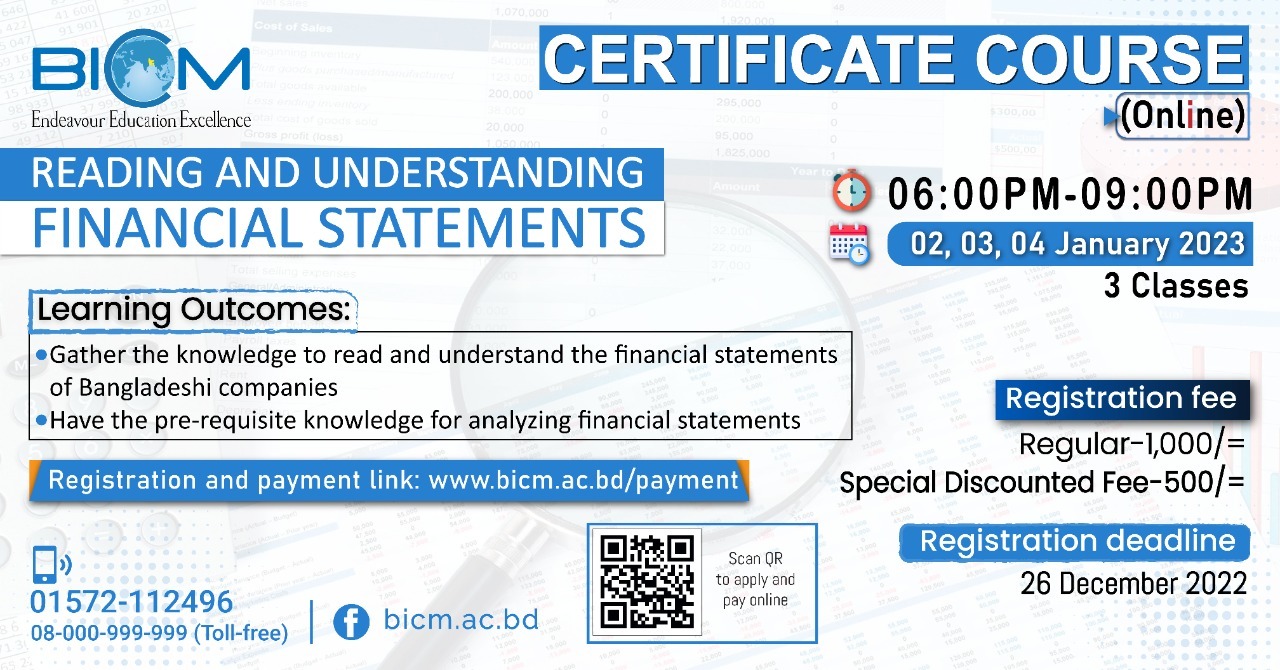 BICM
Endeavour Education Excellence
CERTIFICATE COURSE
(Online)
READING AND UNDERSTANDING
FINANCIAL STATEMENTS
06:00PM-09:00PM
02, 03, 04 January 2023
3 Classes
Learning Outcomes:
•Gather the knowledge to read and understand the financial statements
of Bangladeshi companies
•Have the pre-requisite knowledge for analyzing financial statements
Registration fee
Regular-1,000/=
Special Discounted Fee-500/=
Registration and payment link: www.bicm.ac.bd/payment
Registration deadline
26 December 2022
Scan QR
to apply and
pay online
01572-112496
08-000-999-999 (Toll-free)
bicm.ac.bd